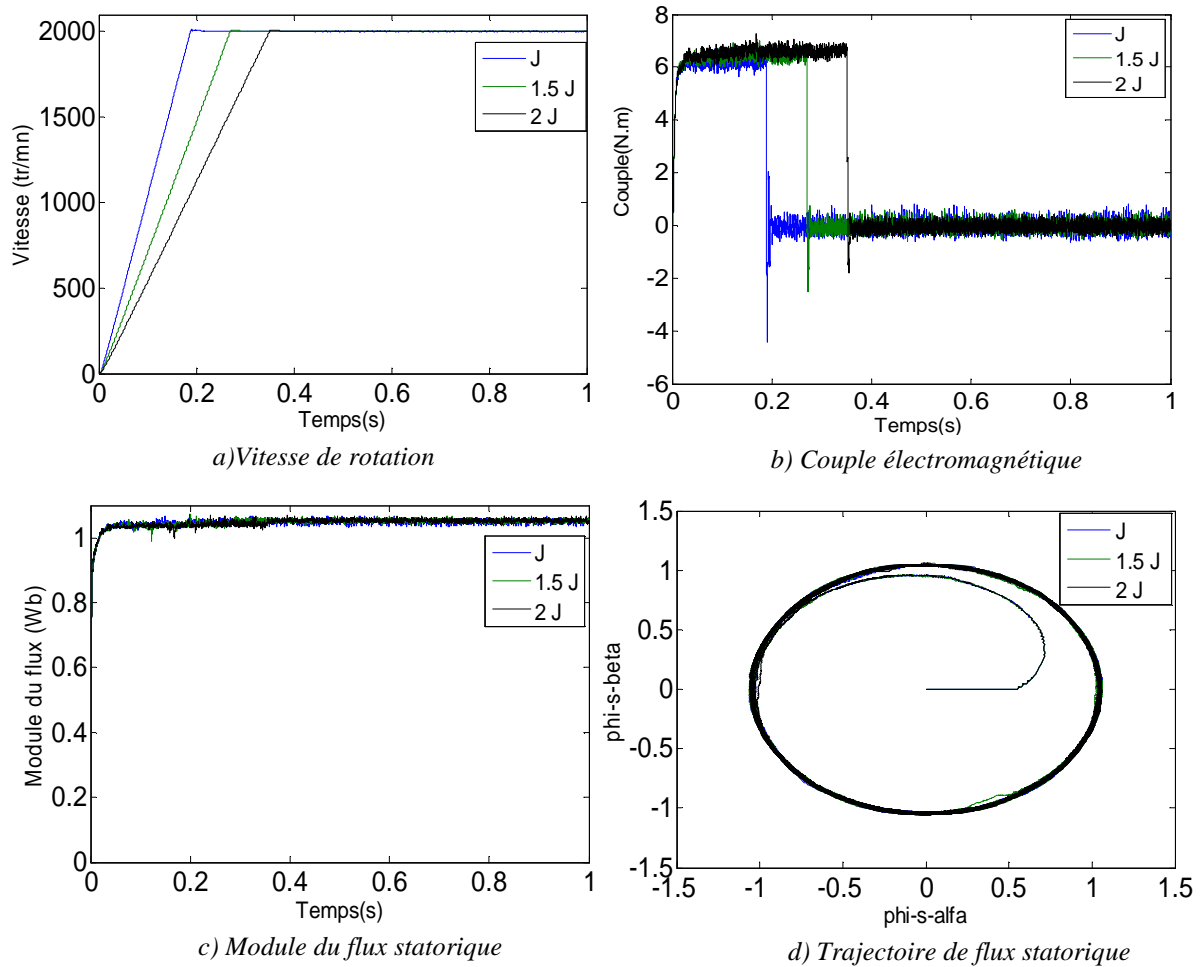 2000
1500
1000
500
0
Vitesse (tr/mn)
J
1.5 J
2 J
0
0.2
0.4
0.6
0.8
1
Temps(s)
a)Vitesse de rotation
8
6
4
2
0
-2
-4
-6
Couple(N.m)
J
1.5 J
2 J
0
0.2
0.4
0.6
0.8
1
Temps(s)
b) Couple électromagnétique
1
0.8
0.6
0.4
0.2
0
Module du flux (Wb)
J
1.5 J
2 J
0
0.2
0.4
0.6
0.8
1
Temps(s)
c) Module du flux statorique
1.5
1
0.5
0
-0.5
-1
-1.5
phi-s-beta
J
1.5 J
2 J
-1.5
-1
-0.5
0
0.5
1
1.5
phi-s-alfa
d) Trajectoire de flux statorique